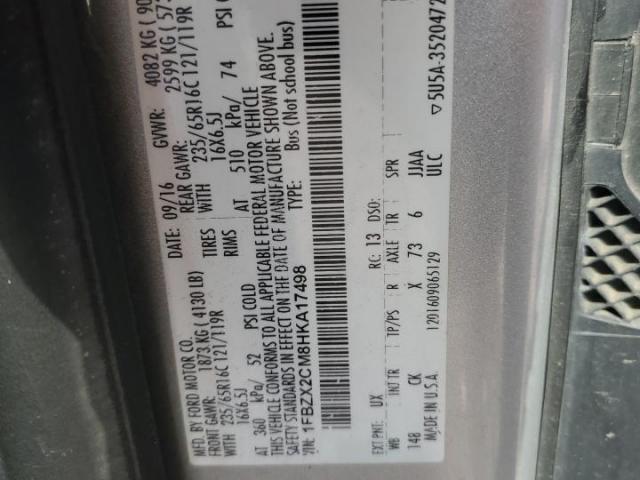 MFD. BY FORD MOTOR CO.
DATE: 09/16 GVWR: 4082 KG ( 90
FRONT GAWR: 1873 KG ( 4130 LB) REAR GAWR: 2599 KG ( 573
WITH 235/65R16C 121/119R TIRES WITH 235/65R16C 121/119R
16X6.5J RIMS 16X6.5J
AT 360 kPa/ 52 PSI COLD AT 510 kPa/ 74 PSI C
THIS VEHICLE CONFORMS TO ALL APPLICABLE FEDERAL MOTOR VEHICLE
SAFETY STANDARDS IN EFFECT ON THE DATE OF MANUFACTURE SHOWN ABOVE.
VIN: 1FBZX2CM8HKA17498 TYPE: Bus (Not school bus)
EXT PNT: UX RC: 13 DSO:
WB INT TR TP/PS R AXLE TR SPR
148 CK X 73 6 JJAA
MADE IN U.S.A. 1201609065129 ULC
▽5U5A-3520472